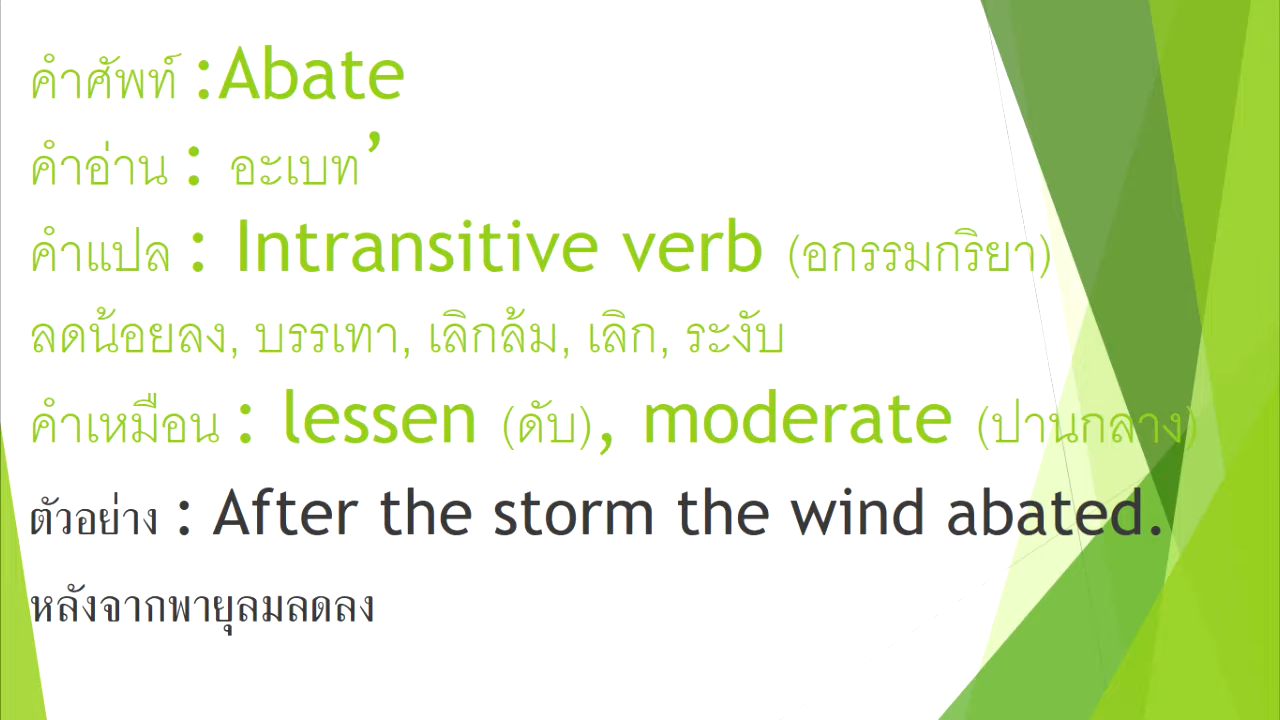 คำศัพท์ :Abate
คำอ่าน : อะเบท’
คำแปล : Intransitive verb (อกรรมกริยา)
ลดน้อยลง, บรรเทา, เลิกล้ม, เลิก, ระงับ
คำเหมือน : lessen (ดับ), moderate (ปานกลาง)
ตัวอย่าง : After the storm the wind abated.
หลังจากพายุลมลดลง